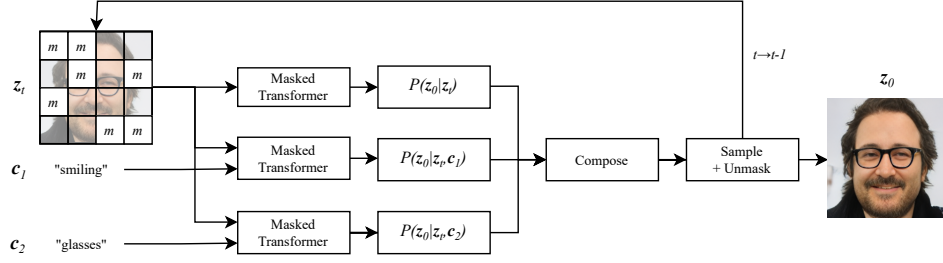 m m
m m
m
m m
z_t
Masked
Transformer
P(z_0|z_t)
t→t-1
z_0
c_1 "smiling"
Masked
Transformer
P(z_0|z_t,c_1)
Compose
Sample
+ Unmask
c_2 "glasses"
Masked
Transformer
P(z_0|z_t,c_2)